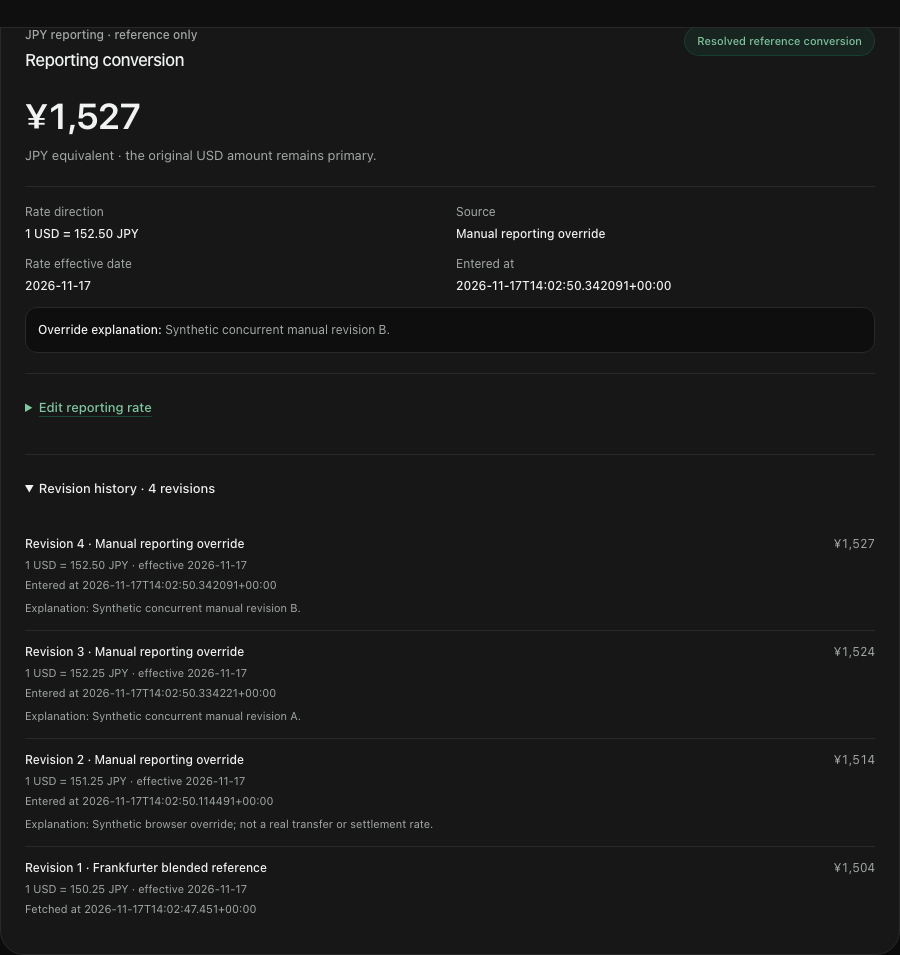 JPY reporting · reference only
Resolved reference conversion
Reporting conversion
¥1,527
JPY equivalent · the original USD amount remains primary.
Rate direction
1 USD = 152.50 JPY
Source
Manual reporting override
Rate effective date
2026-11-17
Entered at
2026-11-17T14:02:50.342091+00:00
Override explanation: Synthetic concurrent manual revision B.
Edit reporting rate
Revision history · 4 revisions
Revision 4 · Manual reporting override
¥1,527
1 USD = 152.50 JPY · effective 2026-11-17
Entered at 2026-11-17T14:02:50.342091+00:00
Explanation: Synthetic concurrent manual revision B.
Revision 3 · Manual reporting override
¥1,524
1 USD = 152.25 JPY · effective 2026-11-17
Entered at 2026-11-17T14:02:50.334221+00:00
Explanation: Synthetic concurrent manual revision A.
Revision 2 · Manual reporting override
¥1,514
1 USD = 151.25 JPY · effective 2026-11-17
Entered at 2026-11-17T14:02:50.114491+00:00
Explanation: Synthetic browser override; not a real transfer or settlement rate.
Revision 1 · Frankfurter blended reference
¥1,504
1 USD = 150.25 JPY · effective 2026-11-17
Fetched at 2026-11-17T14:02:47.451+00:00